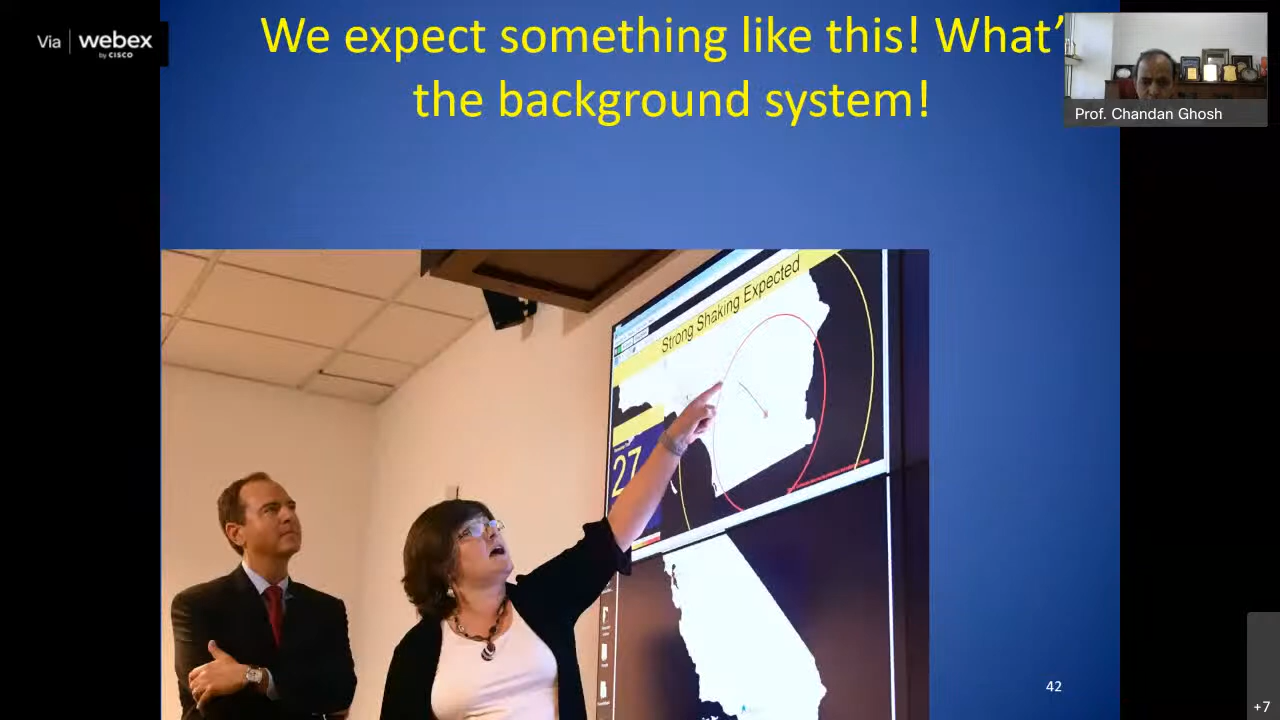 Via webex
by CISCO
We expect something like this! What'
the background system!
Prof. Chandan Ghosh
Strong Shaking Expected
27
42
+7